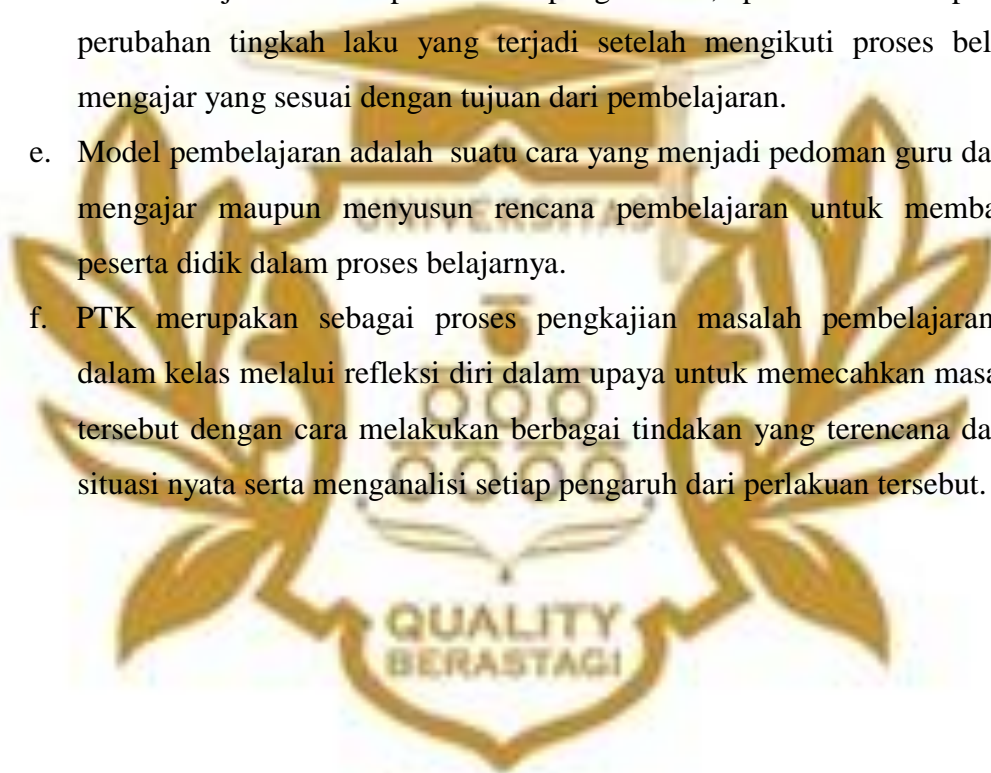 perubahan tingkah laku yang terjadi setelah mengikuti proses bel
mengajar yang sesuai dengan tujuan dari pembelajaran.
e. Model pembelajaran adalah suatu cara yang menjadi pedoman guru da
mengajar maupun menyusun rencana pembelajaran untuk memba
peserta didik dalam proses belajarnya.
f. PTK merupakan sebagai proses pengkajian masalah pembelajaran
dalam kelas melalui refleksi diri dalam upaya untuk memecahkan masa
tersebut dengan cara melakukan berbagai tindakan yang terencana da
situasi nyata serta menganalisi setiap pengaruh dari perlakuan tersebut.
UNIVERSITAS
QUALITY
BERASTAGI